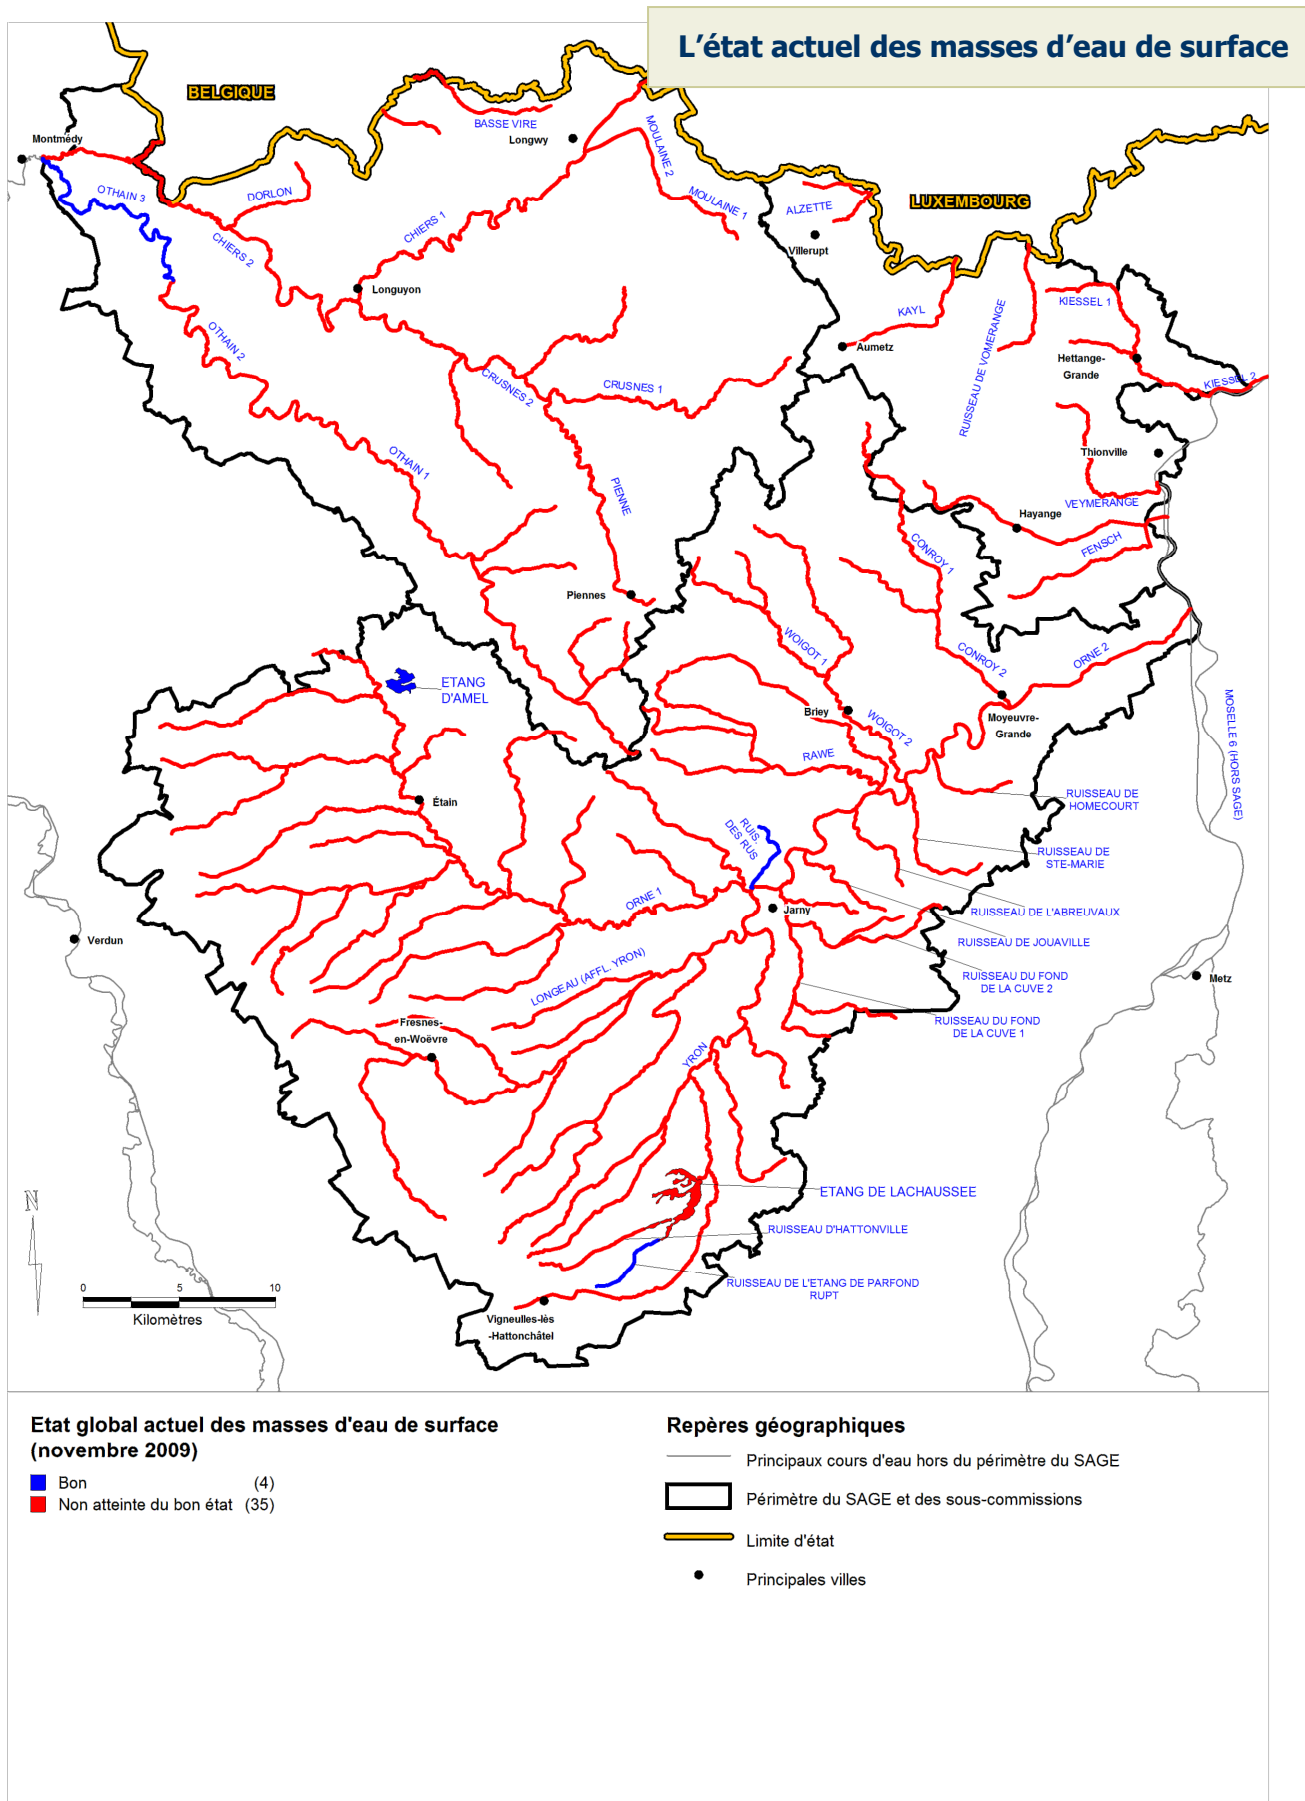 L’état actuel des masses d’eau de surface
BELGIQUE
Montmédy
BASSE VIRE
Longwy
MOULAINE 2
MOULAINE 1
OTHAIN 3
DORLON
CHIERS 2
CHIERS 1
ALZETTE
LUXEMBOURG
Villerupt
Longuyon
KAYL
Aumetz
RUISSEAU DE VOMERANGE
KIESSEL 1
Hettange-
Grande
KIESSEL 2
OTHAIN 2
CRUSNES 2
CRUSNES 1
OTHAIN 1
PIENNE
Thionville
VEYMERANGE
Hayange
FENSCH
CONROY 1
Piennes
WOIGOT 1
CONROY 2
ORNE 2
ETANG
D'AMEL
Briey
WOIGOT 2
Moyeuvre-
Grande
MOSELLE 6 (HORS SAGE)
RAWE
Étain
RUISSEAU DE
HOMECOURT
RUIS.
DES RUS
RUISSEAU DE
STE-MARIE
ORNE 1
Jarny
RUISSEAU DE L'ABREUVAUX
Verdun
RUISSEAU DE JOUAVILLE
LONGEAU (AFFL. YRON)
RUISSEAU DU FOND
DE LA CUVE 2
Metz
Fresnes-
en-Woëvre
RUISSEAU DU FOND
DE LA CUVE 1
YRON
ETANG DE LACHAUSSEE
N
RUISSEAU D'HATTONVILLE
RUISSEAU DE L'ETANG DE PARFOND
RUPT
0 5 10
Kilomètres
Vigneulles-lès
-Hattonchâtel
Etat global actuel des masses d'eau de surface
(novembre 2009)
Bon (4)
Non atteinte du bon état (35)
Repères géographiques
Principaux cours d'eau hors du périmètre du SAGE
Périmètre du SAGE et des sous-commissions
Limite d'état
Principales villes